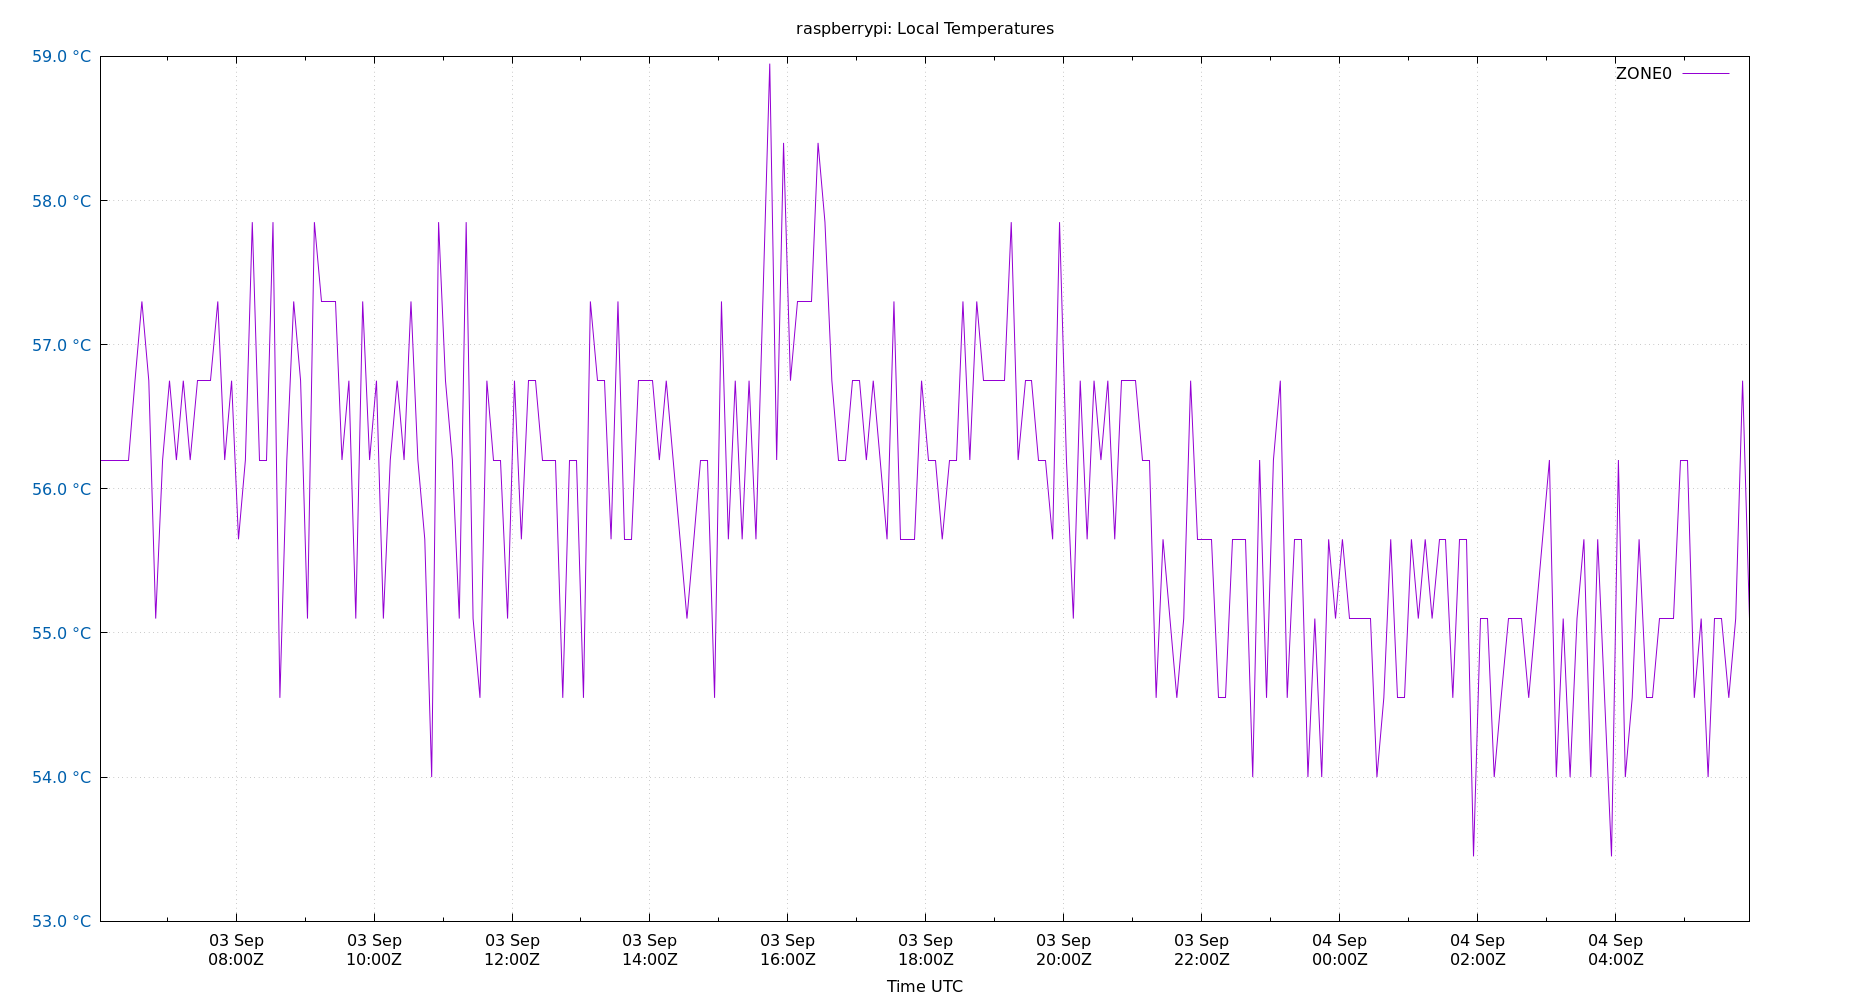 raspberrypi: Local Temperatures
59.0 °C
ZONE0
58.0 °C
57.0 °C
56.0 °C
55.0 °C
54.0 °C
53.0 °C
03 Sep 03 Sep 03 Sep 03 Sep 03 Sep 03 Sep 03 Sep 03 Sep 04 Sep 04 Sep 04 Sep
08:00Z 10:00Z 12:00Z 14:00Z 16:00Z 18:00Z 20:00Z 22:00Z 00:00Z 02:00Z 04:00Z
Time UTC